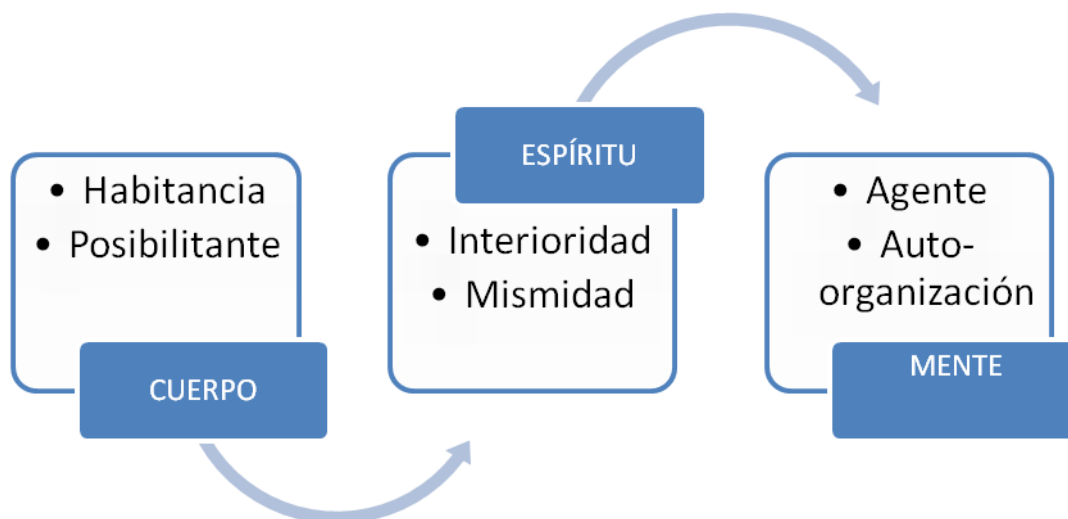 • Habitancia
• Posibilitante
CUERPO
ESPÍRITU
• Interioridad
• Mismidad
• Agente
• Auto-
organización
MENTE